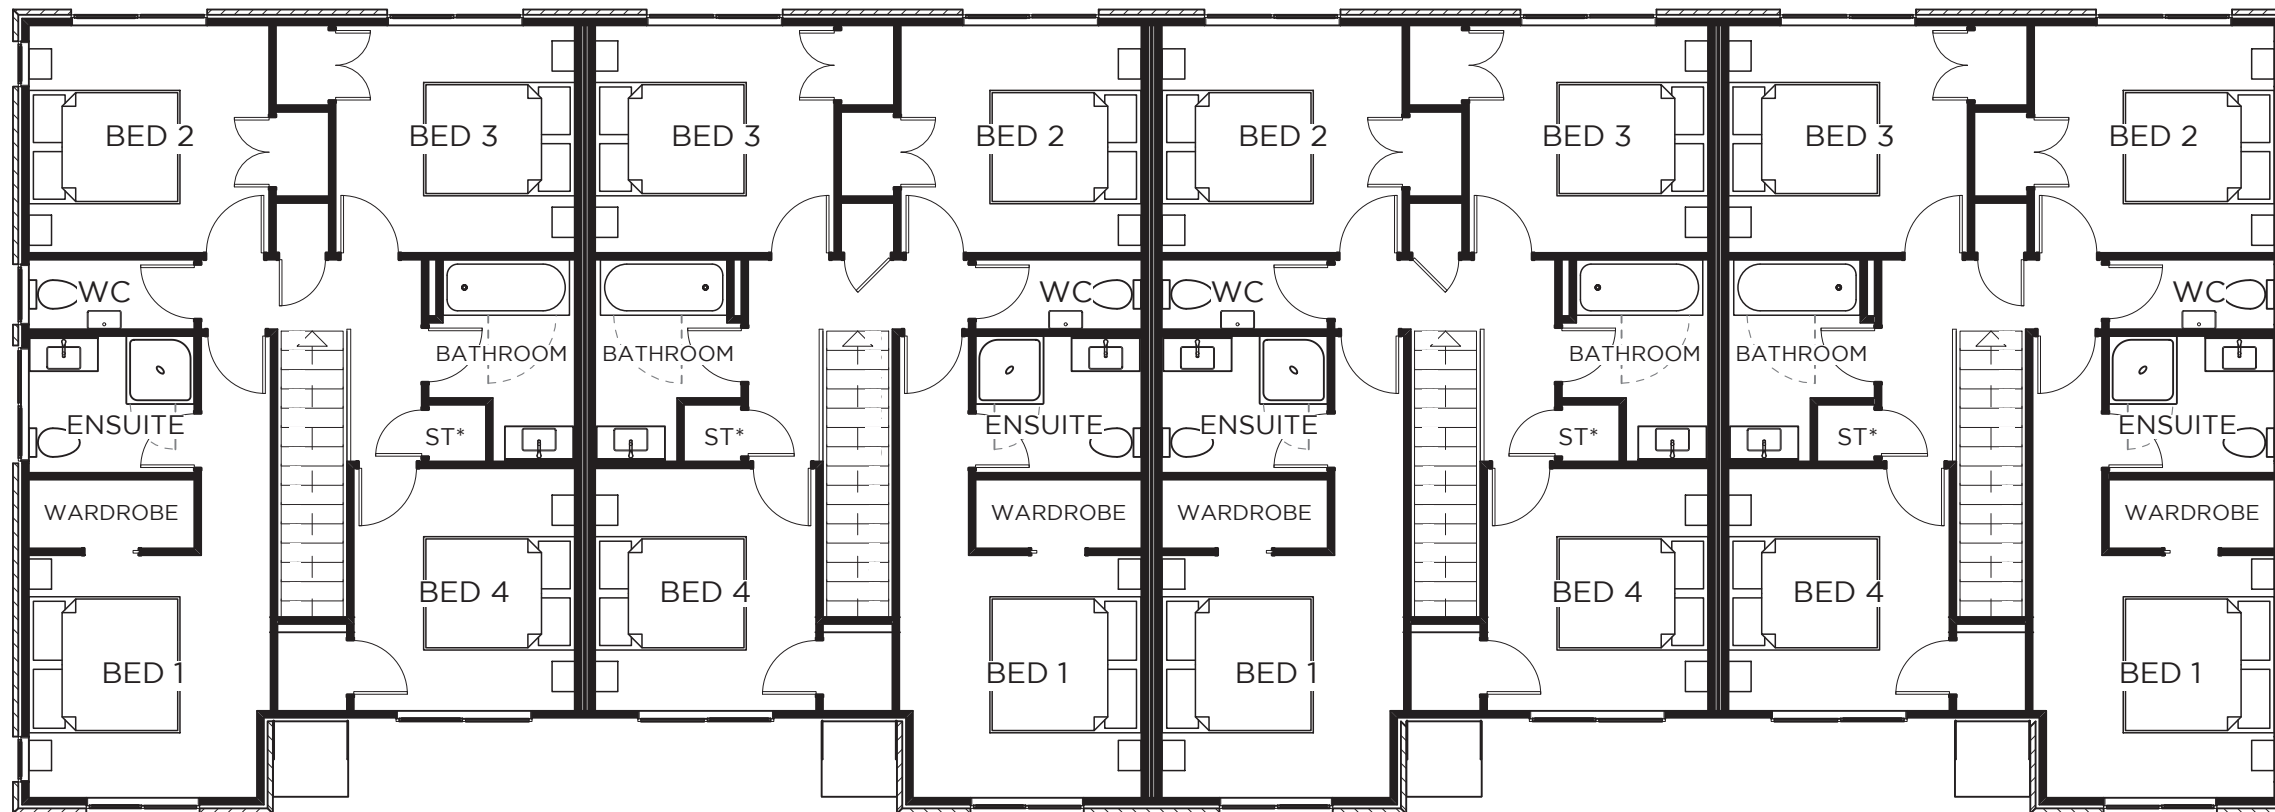 BED 2
BED 3
BED 3
BED 2
BED 2
BED 3
BED 3
BED 2
WC
WC
WC
WC
BATHROOM
BATHROOM
BATHROOM
BATHROOM
ENSUITE
ST*
ST*
ENSUITE
ENSUITE
ST*
ST*
ENSUITE
WARDROBE
WARDROBE
WARDROBE
WARDROBE
BED 4
BED 4
BED 4
BED 4
BED 1
BED 1
BED 1
BED 1